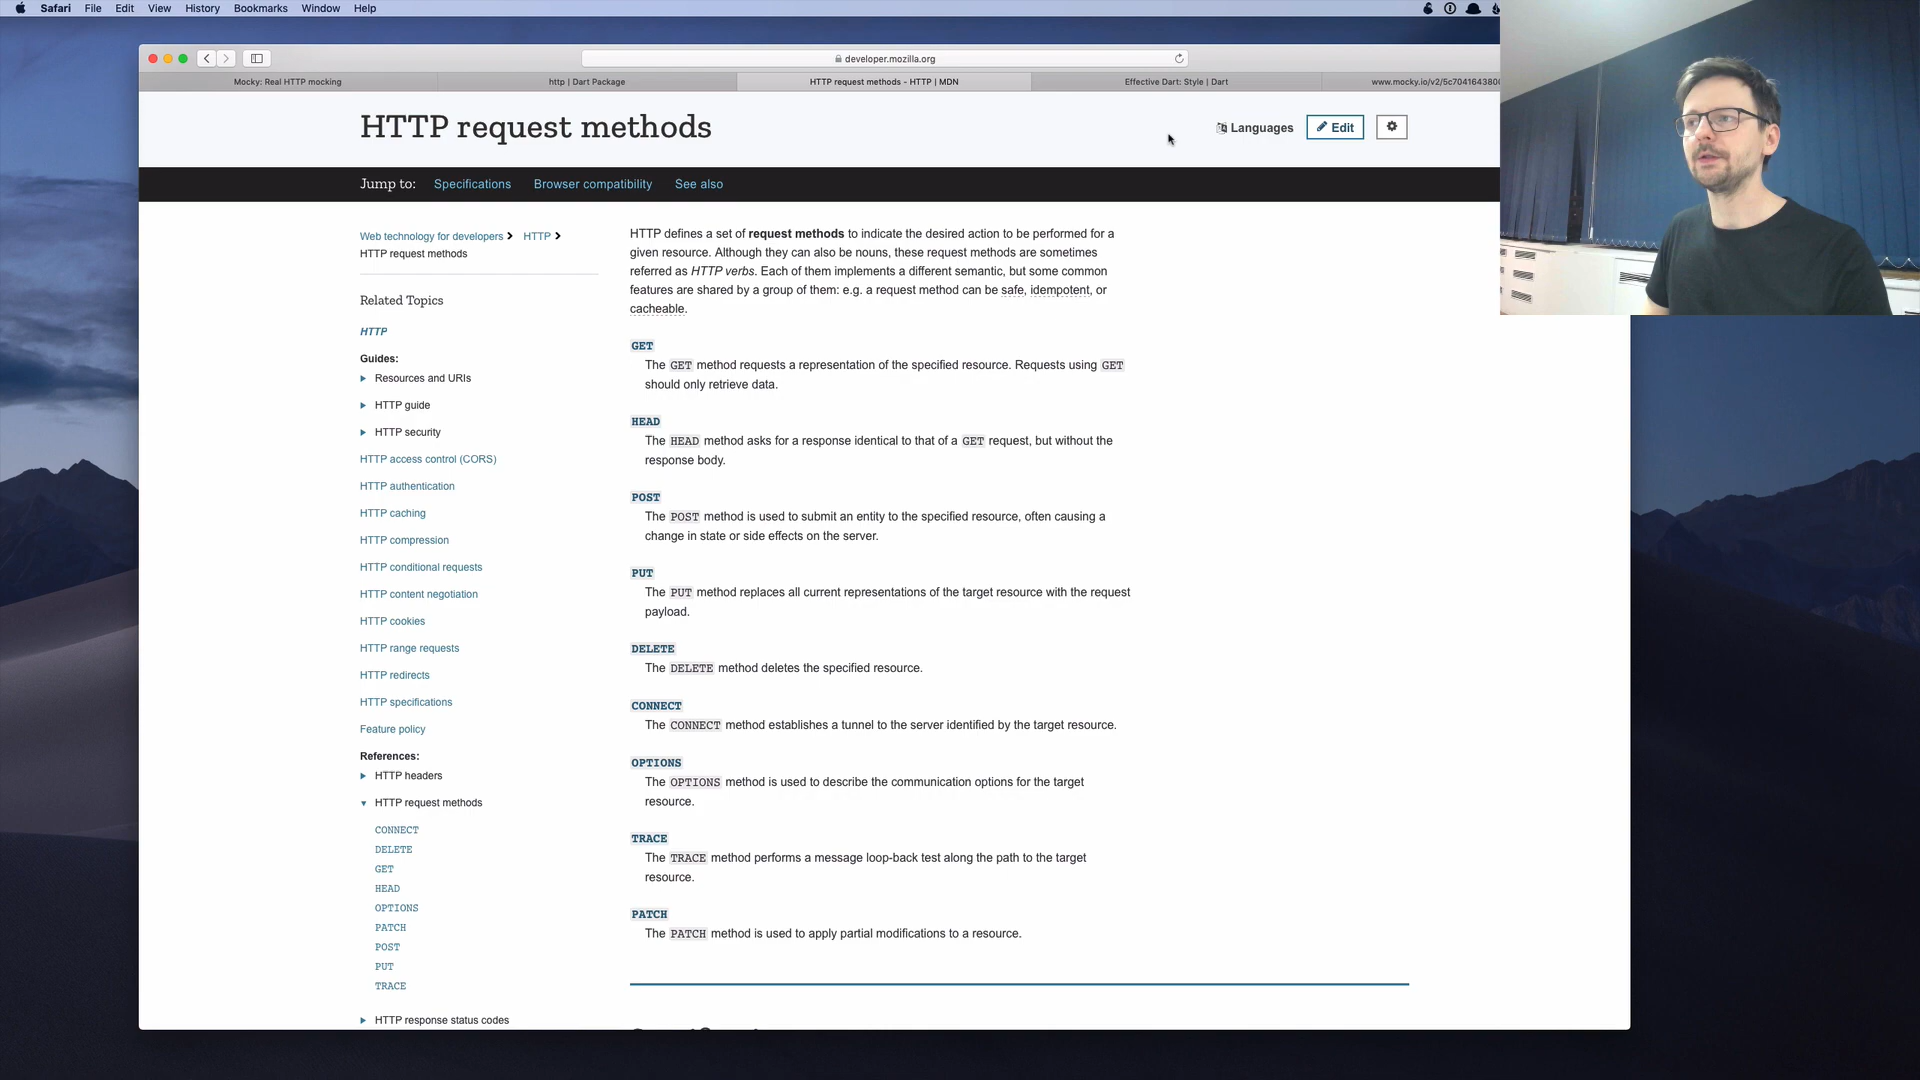 Safari File Edit View History Bookmarks Window Help
developer.mozilla.org
Mocky: Real HTTP mocking
http | Dart Package
HTTP request methods - HTTP | MDN
Effective Dart: Style | Dart
www.mocky.io/v2/5c7041643800
HTTP request methods
Languages
Edit
Jump to: Specifications Browser compatibility See also
Web technology for developers HTTP
HTTP request methods
Related Topics
HTTP
Guides:
Resources and URIs
HTTP guide
HTTP security
HTTP access control (CORS)
HTTP authentication
HTTP caching
HTTP compression
HTTP conditional requests
HTTP content negotiation
HTTP cookies
HTTP range requests
HTTP redirects
HTTP specifications
Feature policy
References:
HTTP headers
HTTP request methods
CONNECT
DELETE
GET
HEAD
OPTIONS
PATCH
POST
PUT
TRACE
HTTP response status codes
HTTP defines a set of request methods to indicate the desired action to be performed for a
given resource. Although they can also be nouns, these request methods are sometimes
referred as HTTP verbs. Each of them implements a different semantic, but some common
features are shared by a group of them: e.g. a request method can be safe, idempotent, or
cacheable.
GET
The GET method requests a representation of the specified resource. Requests using GET
should only retrieve data.
HEAD
The HEAD method asks for a response identical to that of a GET request, but without the
response body.
POST
The POST method is used to submit an entity to the specified resource, often causing a
change in state or side effects on the server.
PUT
The PUT method replaces all current representations of the target resource with the request
payload.
DELETE
The DELETE method deletes the specified resource.
CONNECT
The CONNECT method establishes a tunnel to the server identified by the target resource.
OPTIONS
The OPTIONS method is used to describe the communication options for the target
resource.
TRACE
The TRACE method performs a message loop-back test along the path to the target
resource.
PATCH
The PATCH method is used to apply partial modifications to a resource.